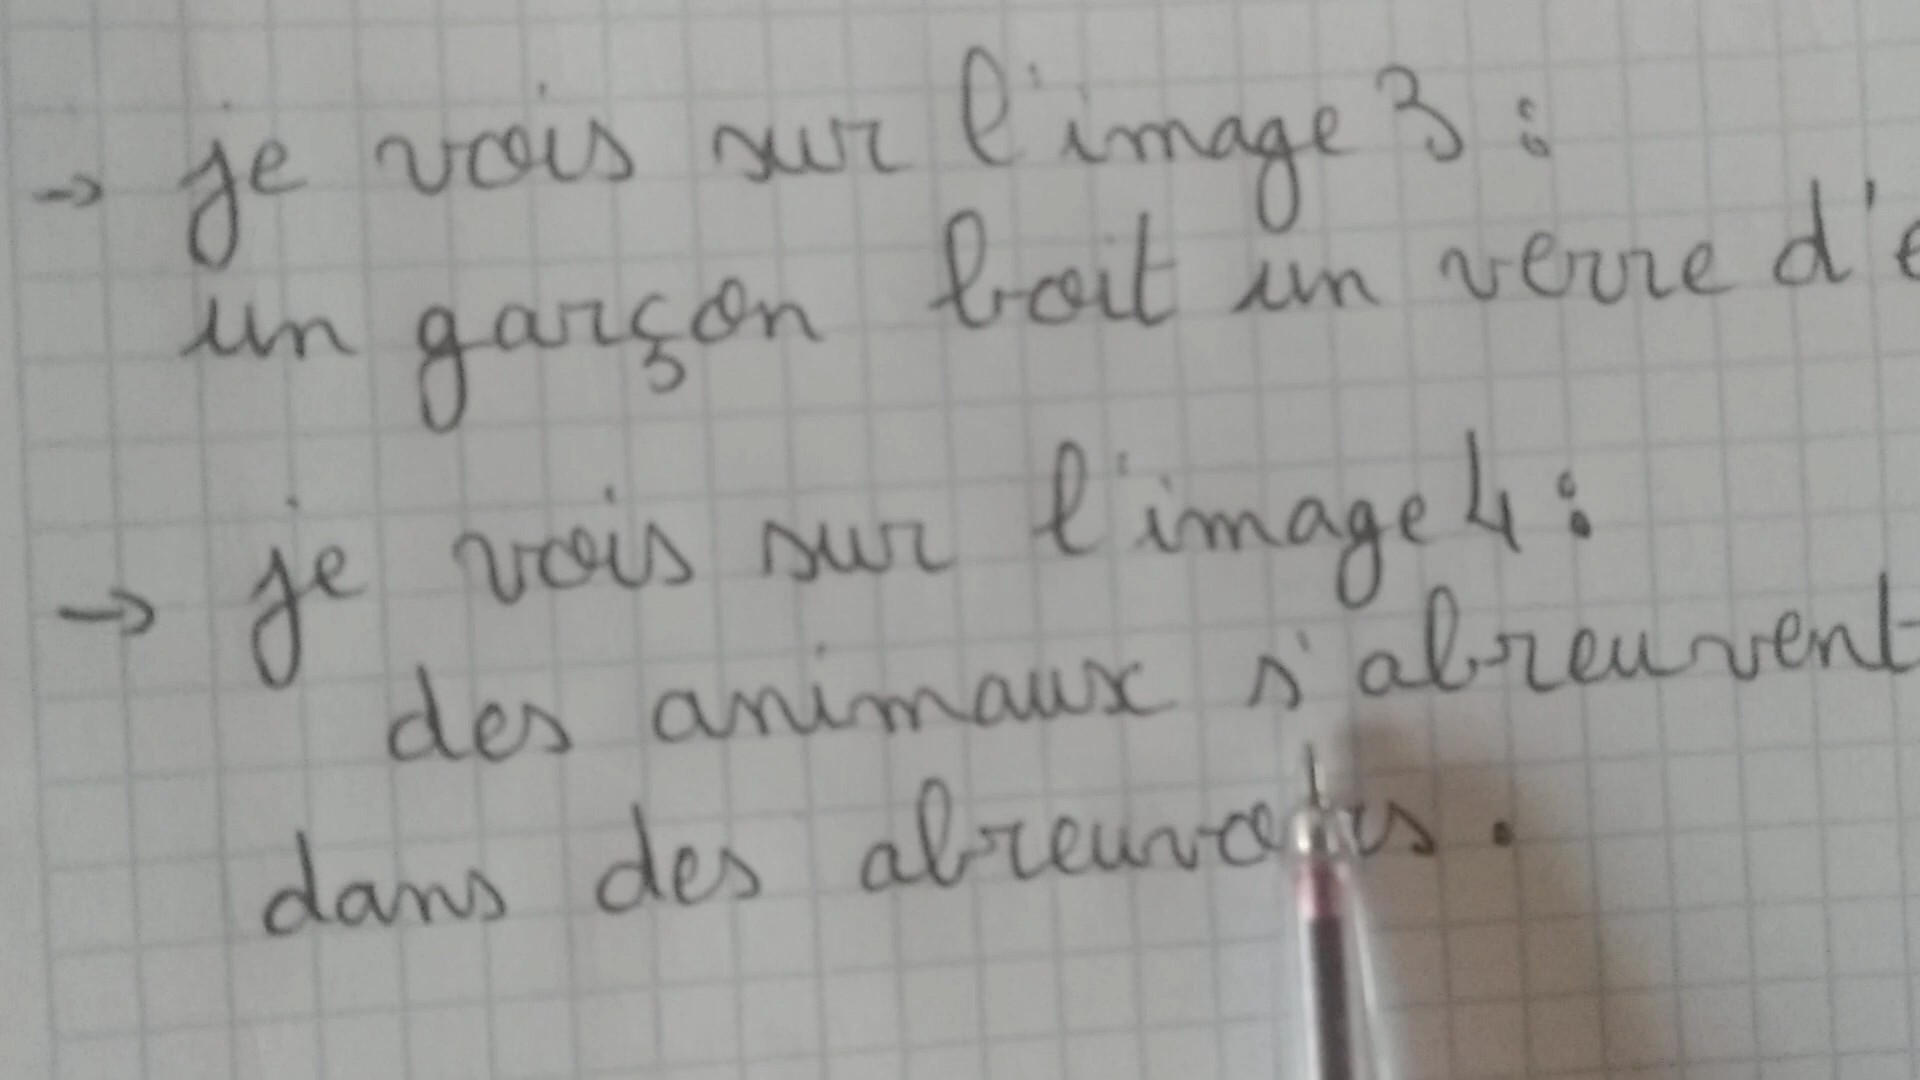 → je vois sur l'image 3 :
un garçon boit un verre d'e
→ je vois sur l'image 4 :
des animaux s'abreuvent
dans des abreuvoirs.